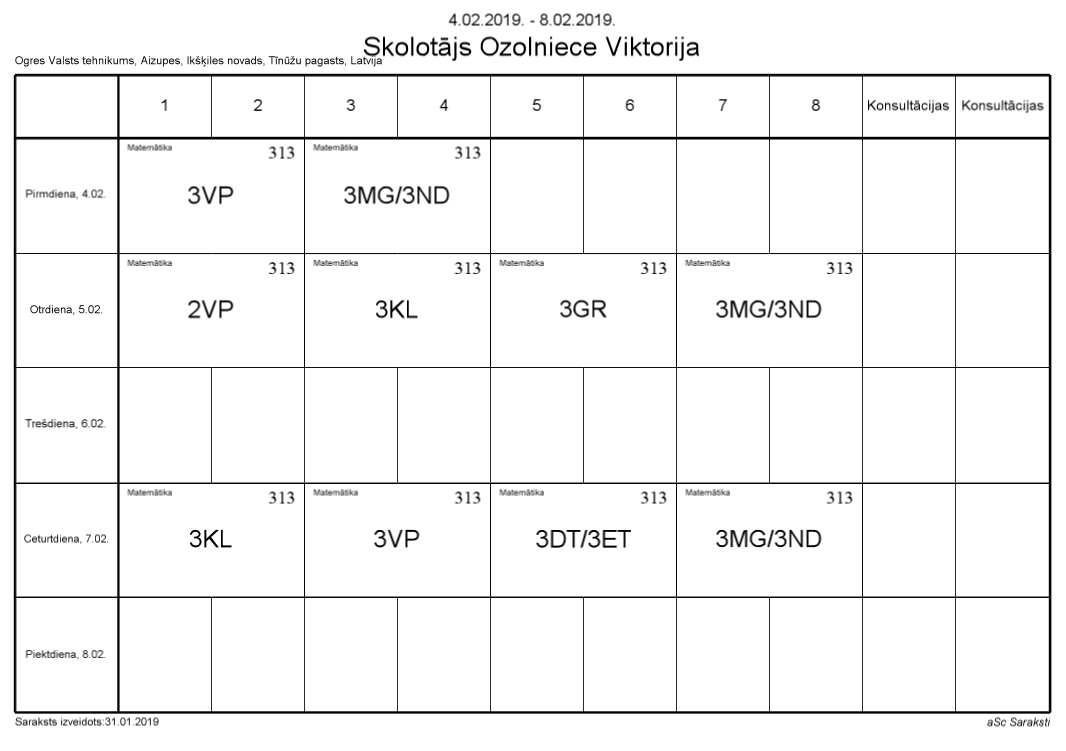 4.02.2019. - 8.02.2019.
Skolotājs Ozolniece Viktorija
Ogres Valsts tehnikums, Aizupes, Ikšķiles novads, Tīnūžu pagasts, Latvija
1 2 3 4 5 6 7 8 Konsultācijas Konsultācijas
Matemātika 313 Matemātika 313
Pirmdiena, 4.02. 3VP 3MG/3ND
Matemātika 313 Matemātika 313 Matemātika 313 Matemātika 313
Otrdiena, 5.02. 2VP 3KL 3GR 3MG/3ND
Trešdiena, 6.02.
Matemātika 313 Matemātika 313 Matemātika 313 Matemātika 313
Ceturtdiena, 7.02. 3KL 3VP 3DT/3ET 3MG/3ND
Piektdiena, 8.02.
Saraksts izveidots:31.01.2019 aSc Saraksti